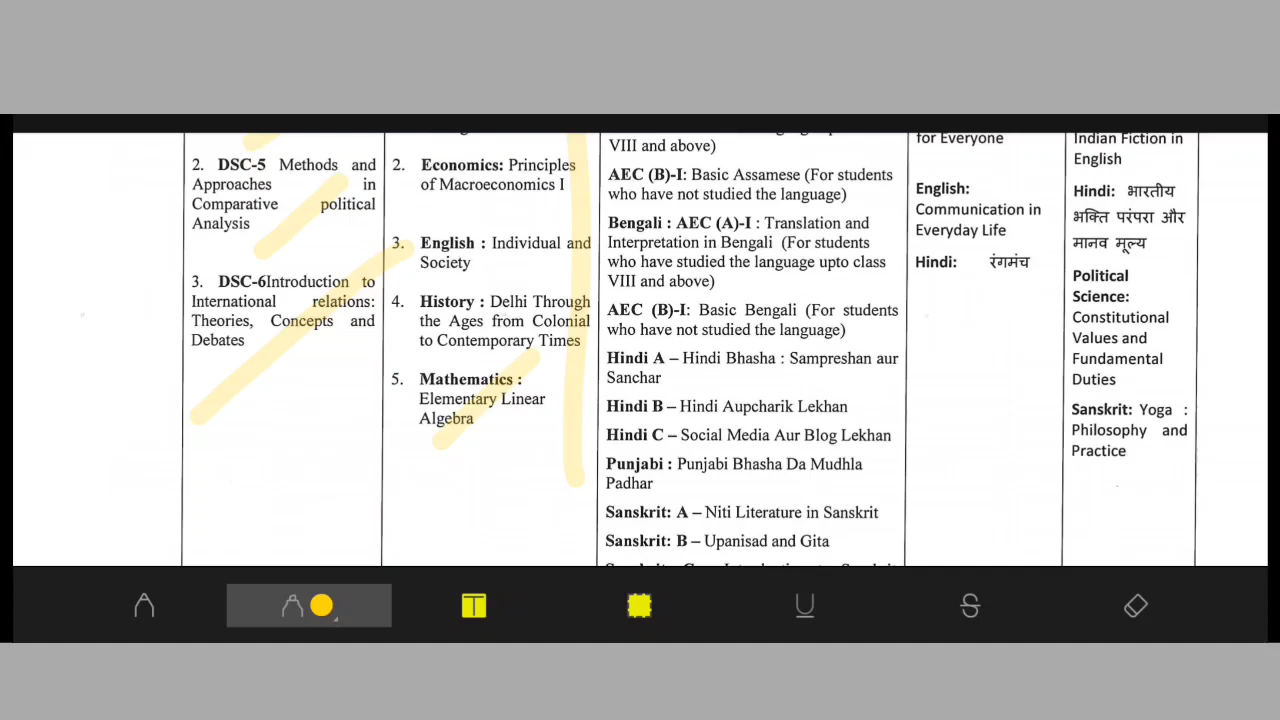 2. DSC-5 Methods and
Approaches in
Comparative political
Analysis
3. DSC-6Introduction to
International relations:
Theories, Concepts and
Debates
2. Economics: Principles
of Macroeconomics I
3. English : Individual and
Society
4. History : Delhi Through
the Ages from Colonial
to Contemporary Times
5. Mathematics :
Elementary Linear
Algebra
VIII and above)
AEC (B)-I: Basic Assamese (For students
who have not studied the language)
Bengali : AEC (A)-I : Translation and
Interpretation in Bengali (For students
who have studied the language upto class
VIII and above)
AEC (B)-I: Basic Bengali (For students
who have not studied the language)
Hindi A – Hindi Bhasha : Sampreshan aur
Sanchar
Hindi B – Hindi Aupcharik Lekhan
Hindi C – Social Media Aur Blog Lekhan
Punjabi : Punjabi Bhasha Da Mudhla
Padhar
Sanskrit: A – Niti Literature in Sanskrit
Sanskrit: B – Upanisad and Gita
for Everyone
English:
Communication in
Everyday Life
Hindi: रंगमंच
Indian Fiction in
English
Hindi: भारतीय
भक्ति परंपरा और
मानव मूल्य
Political
Science:
Constitutional
Values and
Fundamental
Duties
Sanskrit: Yoga :
Philosophy and
Practice
T
U
S